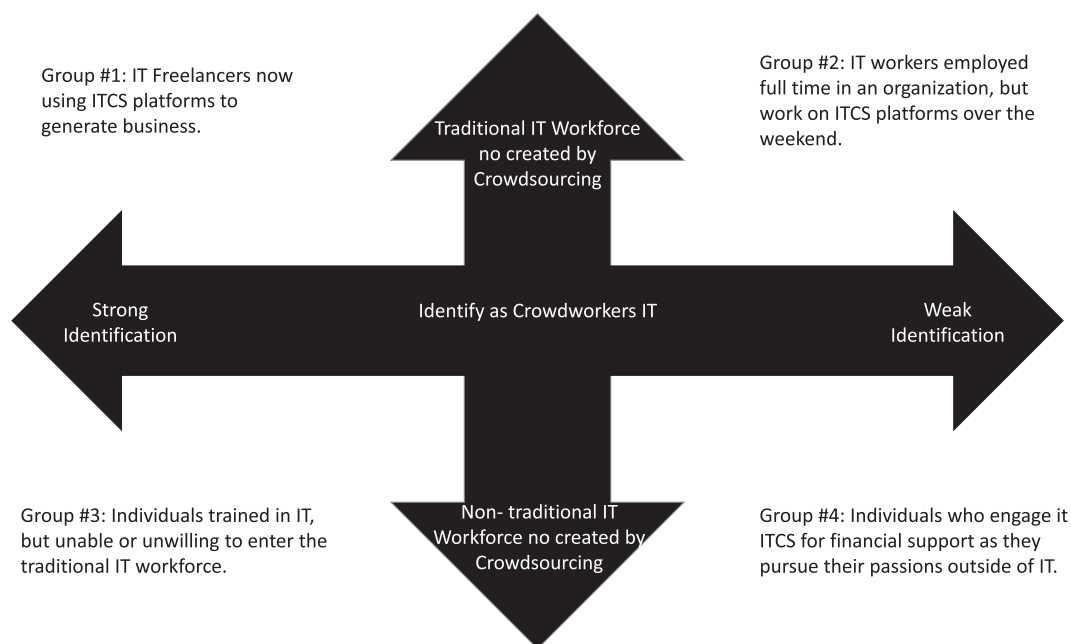 Group #1: IT Freelancers now
using ITCS platforms to
generate business.
Group #2: IT workers employed
full time in an organization, but
work on ITCS platforms over the
weekend.
Traditional IT Workforce
no created by
Crowdsourcing
Strong
Identification
Identify as Crowdworkers IT
Weak
Identification
Group #3: Individuals trained in IT,
but unable or unwilling to enter the
traditional IT workforce.
Non- traditional IT
Workforce no created by
Crowdsourcing
Group #4: Individuals who engage it
ITCS for financial support as they
pursue their passions outside of IT.